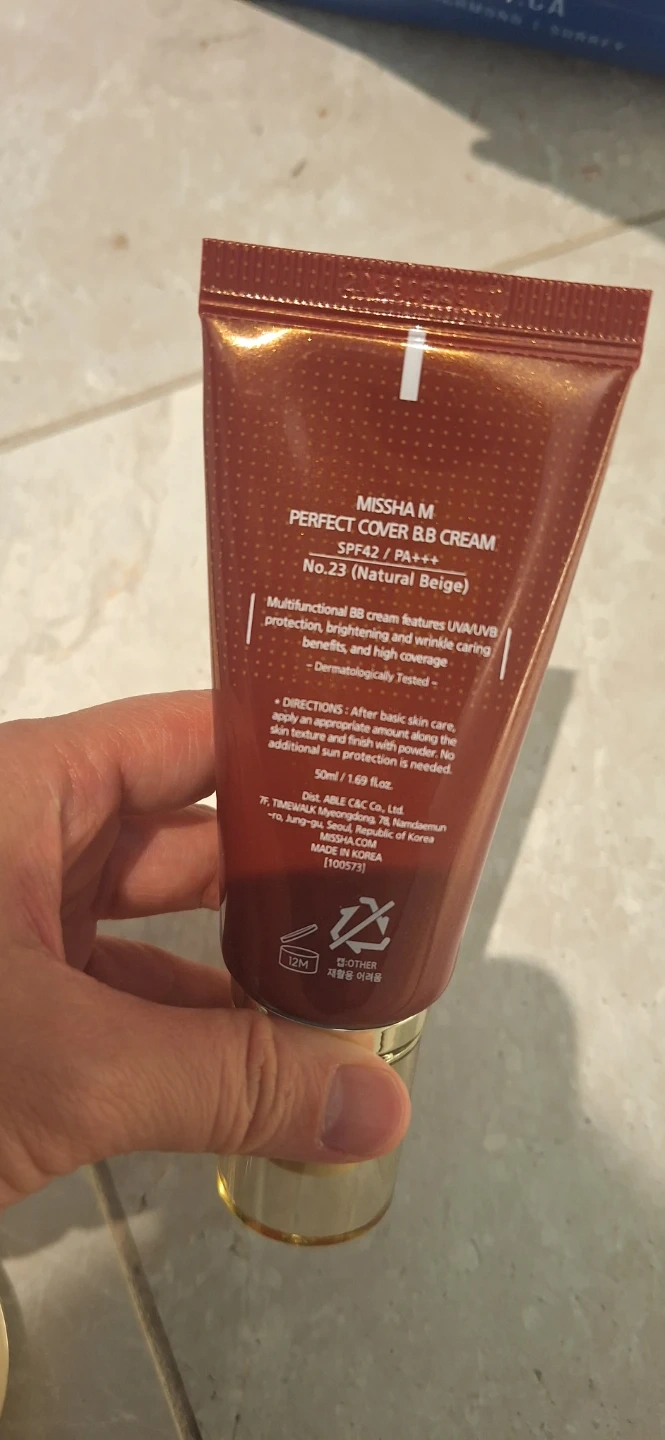 MISSHA M
PERFECT COVER B.B CREAM
SPF42 / PA+++
No.23 (Natural Beige)
Multifunctional BB cream features UVA/UVB
protection, brightening and wrinkle caring
benefits, and high coverage
- Dermatologically Tested -
• DIRECTIONS : After basic skin care,
apply an appropriate amount along the
skin texture and finish with powder. No
additional sun protection is needed.
50ml / 1.69 fl.oz.
Dist. ABLE C&C Co., Ltd.
7F, TIMEWALK Myeongdong, 78, Namdaemun
-ro, Jung-gu, Seoul, Republic of Korea
MISSHA.COM
MADE IN KOREA
[100573]
12M
캡:OTHER
재활용 어려움